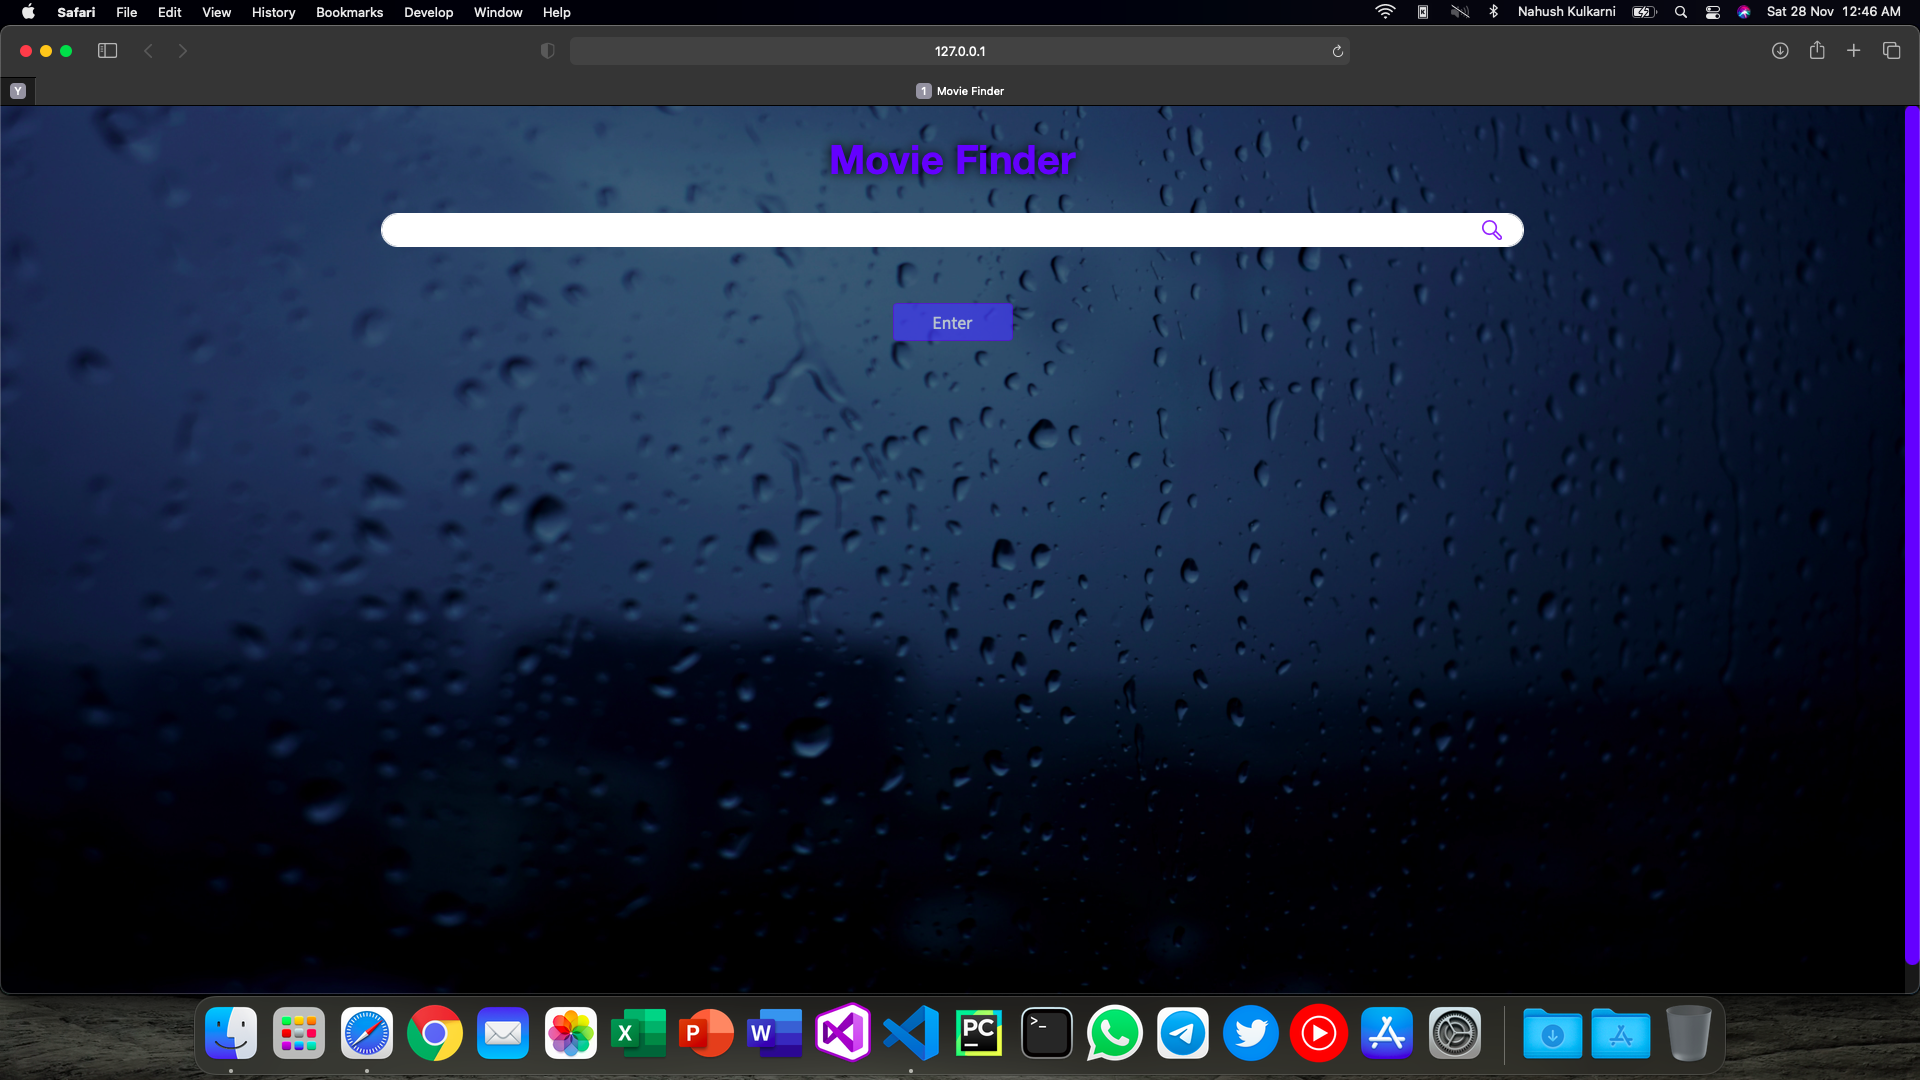 Safari File Edit View History Bookmarks Develop Window Help Nahush Kulkarni Sat 28 Nov 12:46 AM
127.0.0.1
Y 1 Movie Finder
Movie Finder
Enter
X P W PC >_